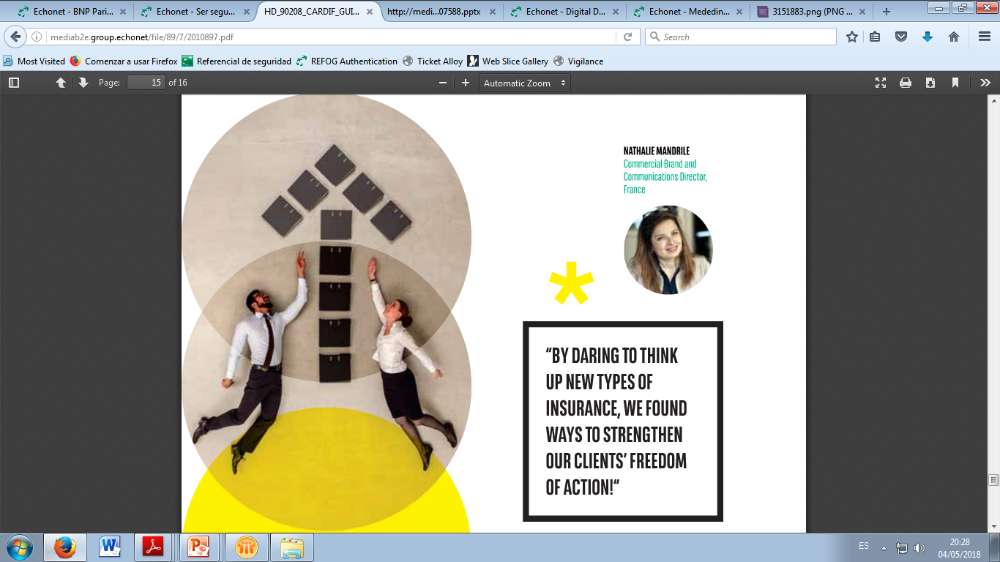 Echonet - BNP Pari...
Echonet - Ser segu...
HD_90208_CARDIF_GUI...
http://medi...07588.pptx
Echonet - Digital D...
Echonet - Mededin...
3151883.png (PNG ...
mediab2e.group.echonet/file/89/7/2010897.pdf
Search
Most Visited
Comenzar a usar Firefox
Referencial de seguridad
REFOG Authentication
Ticket Alloy
Web Slice Gallery
Vigilance
Page: 15 of 16
Automatic Zoom
NATHALIE MANDRILE
Commercial Brand and
Communications Director,
France
*
“BY DARING TO THINK
UP NEW TYPES OF
INSURANCE, WE FOUND
WAYS TO STRENGTHEN
OUR CLIENTS’ FREEDOM
OF ACTION!“
ES
20:28
04/05/2018